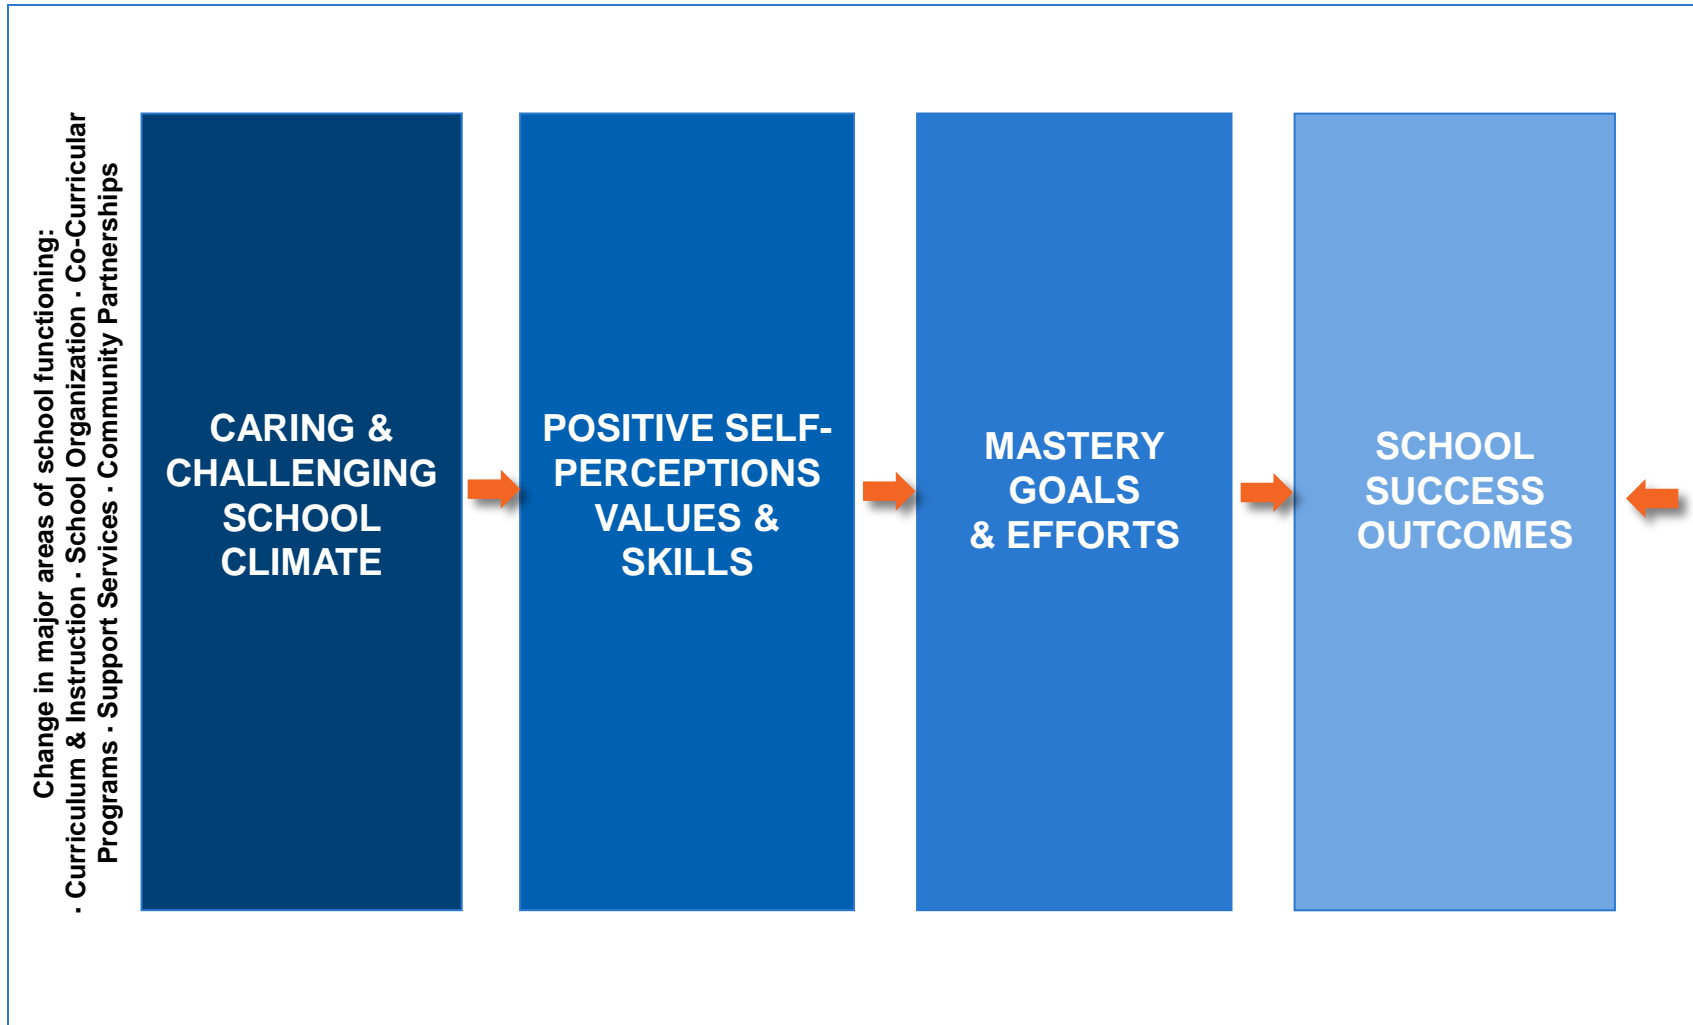 Change in major areas of school functioning:
· Curriculum & Instruction · School Organization · Co-Curricular
Programs · Support Services · Community Partnerships
CARING &
CHALLENGING
SCHOOL
CLIMATE
POSITIVE SELF-
PERCEPTIONS
VALUES &
SKILLS
MASTERY
GOALS
& EFFORTS
SCHOOL
SUCCESS
OUTCOMES